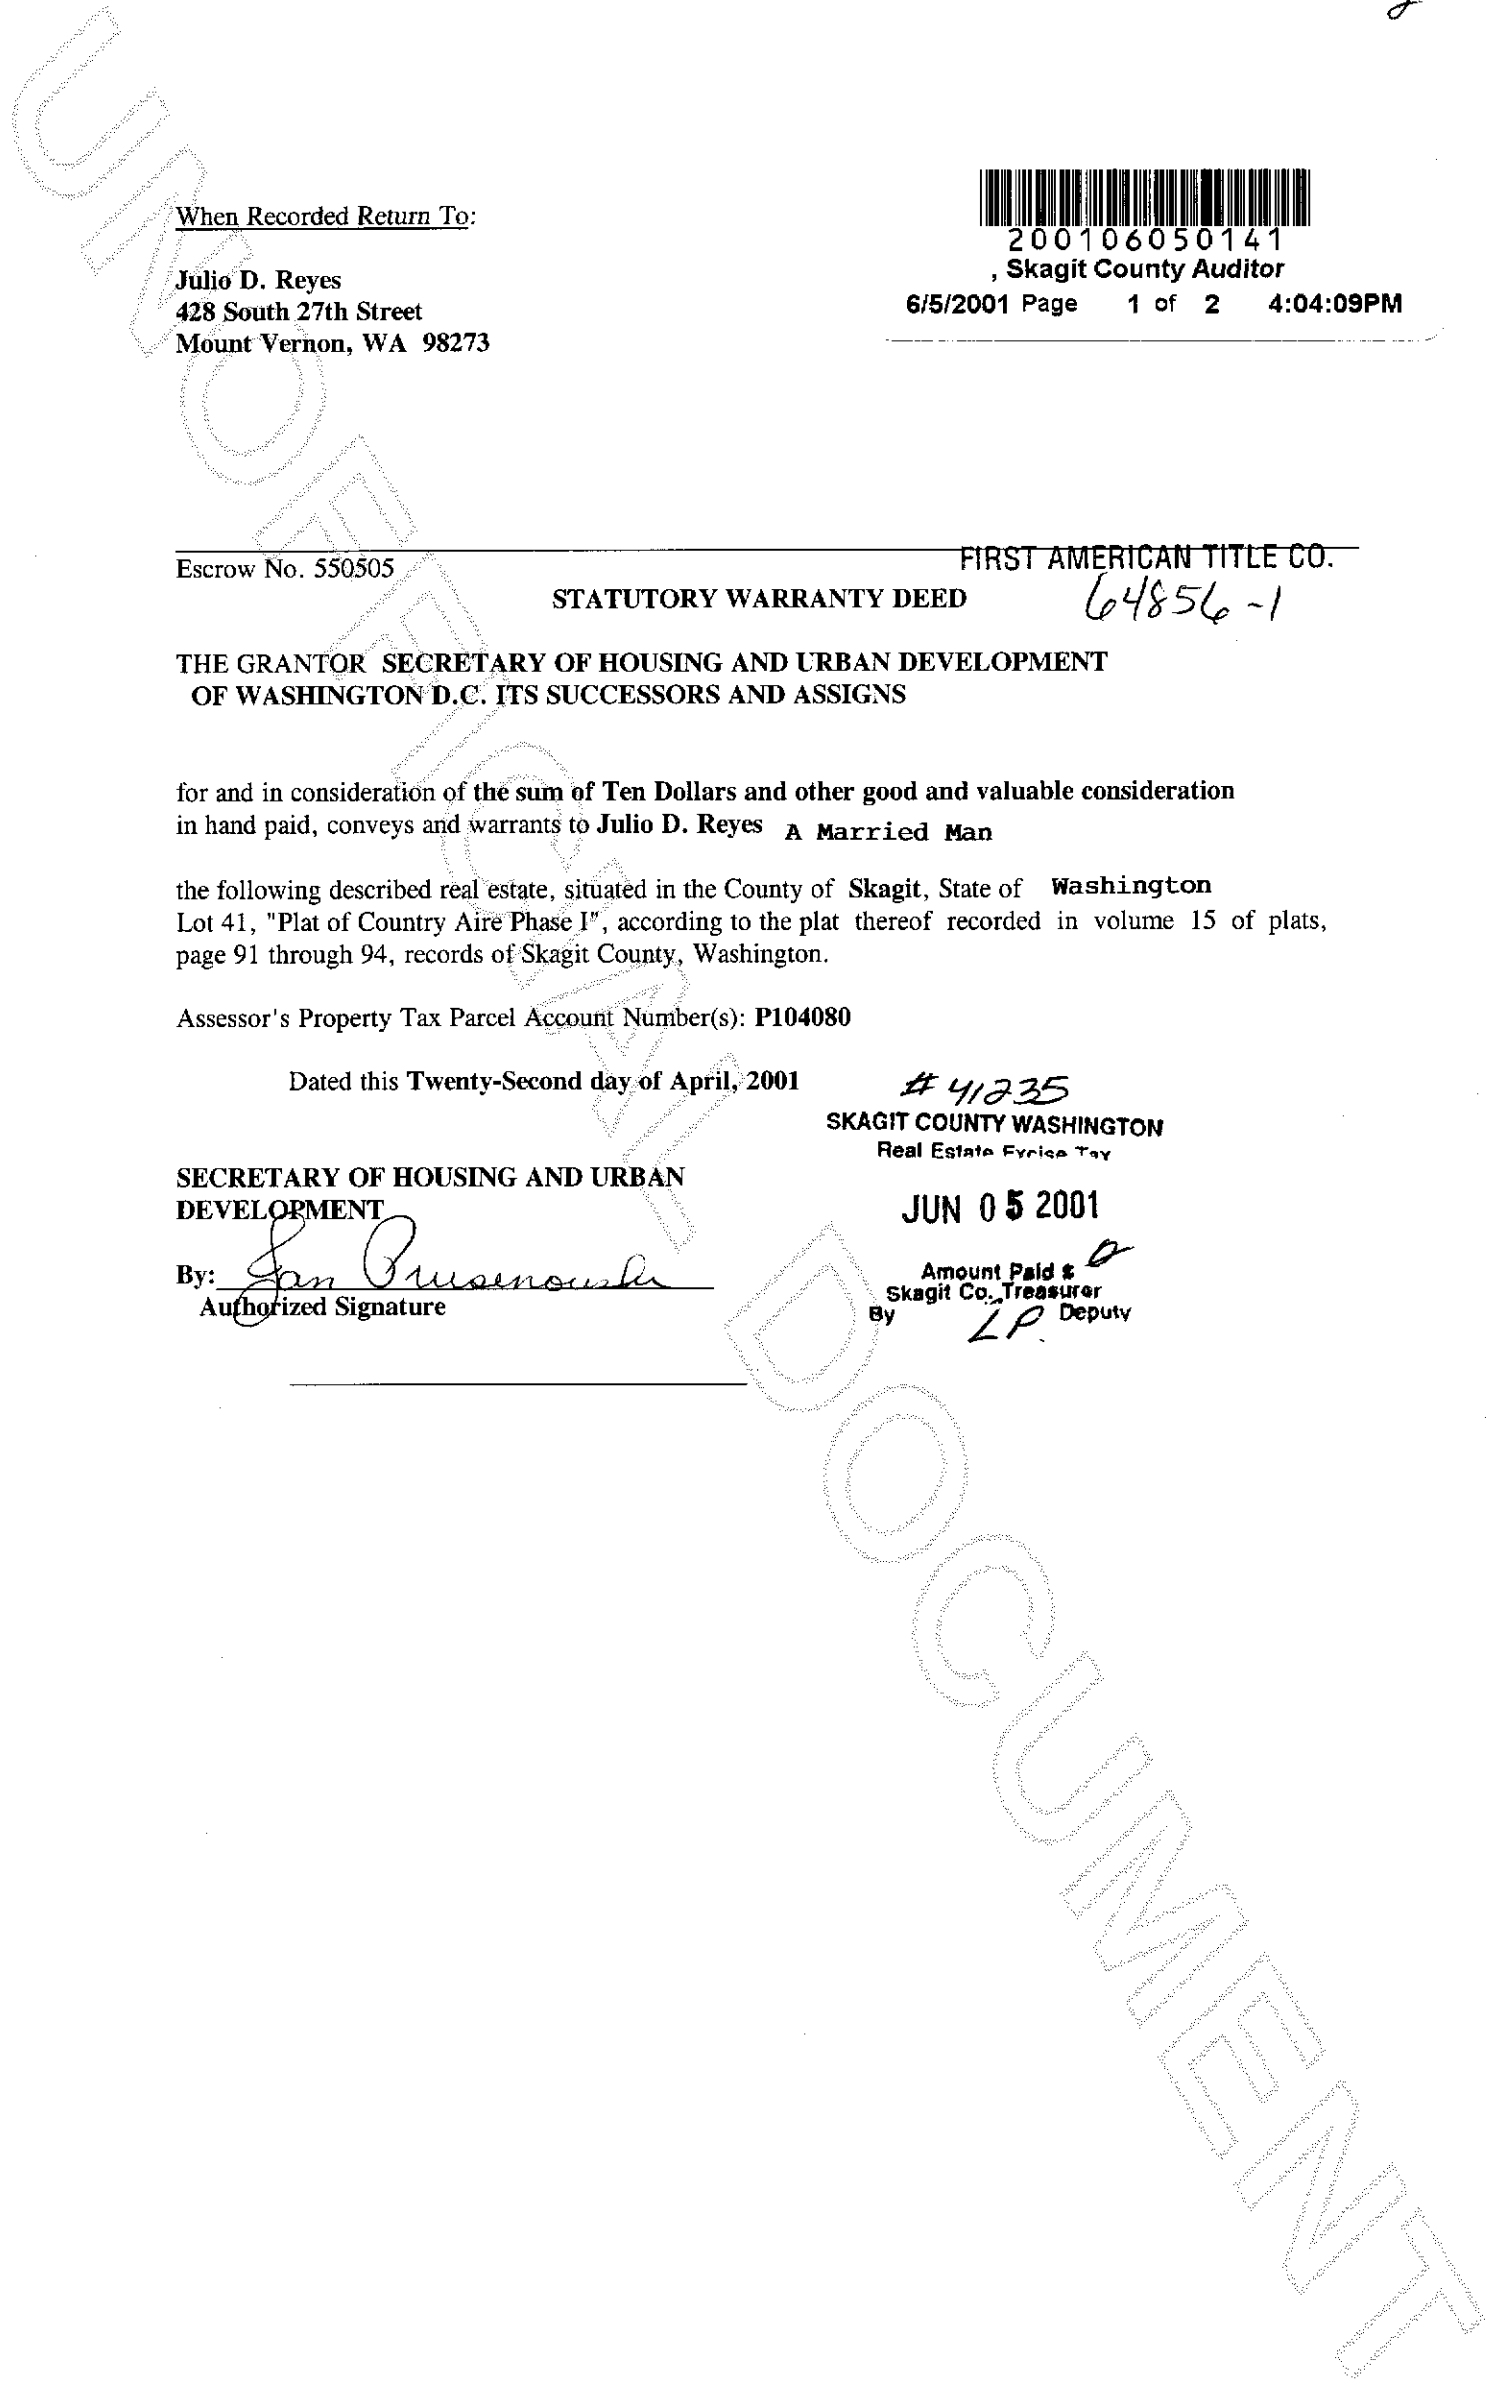 When Recorded Return To:
200106050141
, Skagit County Auditor
6/5/2001 Page 1 of 2 4:04:09PM
Julio D. Reyes
428 South 27th Street
Mount Vernon, WA 98273
Escrow No. 550505
FIRST AMERICAN TITLE CO.
STATUTORY WARRANTY DEED
64856-1
THE GRANTOR SECRETARY OF HOUSING AND URBAN DEVELOPMENT
OF WASHINGTON D.C. ITS SUCCESSORS AND ASSIGNS
for and in consideration of the sum of Ten Dollars and other good and valuable consideration
in hand paid, conveys and warrants to Julio D. Reyes A Married Man
the following described real estate, situated in the County of Skagit, State of Washington
Lot 41, "Plat of Country Aire Phase I", according to the plat thereof recorded in volume 15 of plats,
page 91 through 94, records of Skagit County, Washington.
Assessor's Property Tax Parcel Account Number(s): P104080
Dated this Twenty-Second day of April, 2001
# 41235
SKAGIT COUNTY WASHINGTON
Real Estate Excise Tax
JUN 05 2001
Amount Paid $ 0
Skagit Co. Treasurer
By LP. Deputy
SECRETARY OF HOUSING AND URBAN
DEVELOPMENT
By: Jan
Authorized Signature
UNOFFICIAL DOCUMENT